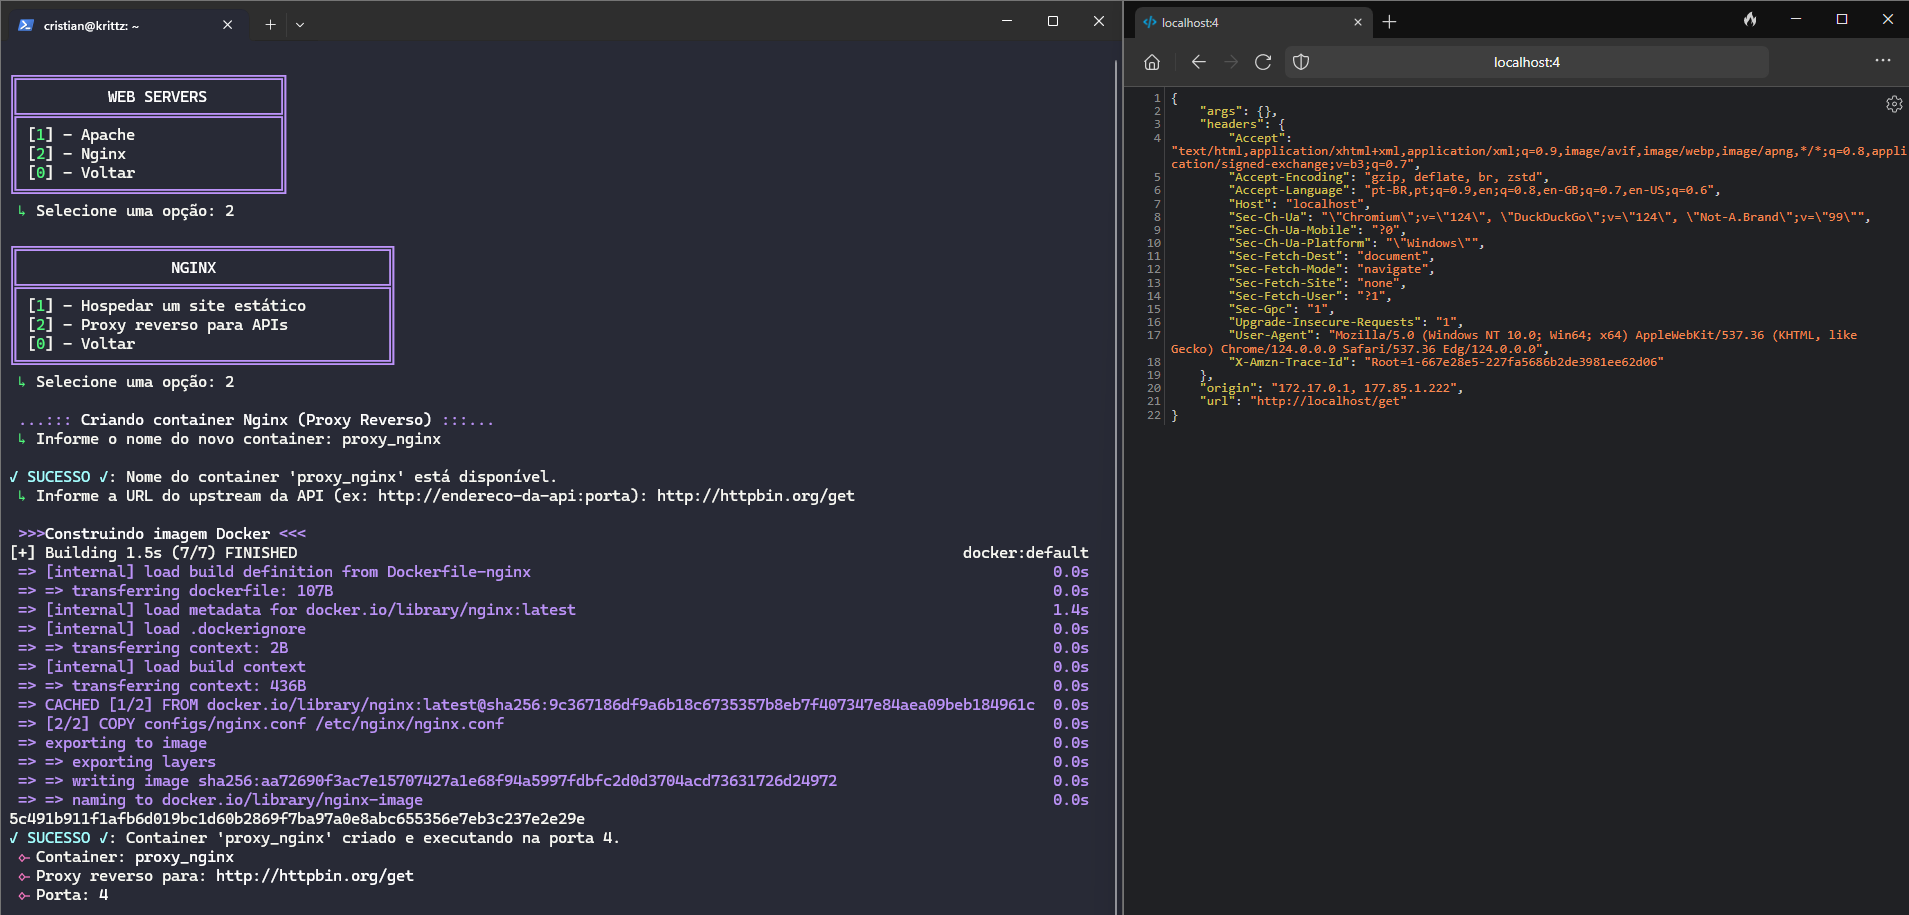 cristian@krittz: ~
WEB SERVERS
[1] – Apache
[2] – Nginx
[0] – Voltar
↳ Selecione uma opção: 2
NGINX
[1] – Hospedar um site estático
[2] – Proxy reverso para APIs
[0] – Voltar
↳ Selecione uma opção: 2
...::: Criando container Nginx (Proxy Reverso) :::...
↳ Informe o nome do novo container: proxy_nginx
✓ SUCESSO ✓: Nome do container 'proxy_nginx' está disponível.
↳ Informe a URL do upstream da API (ex: http://endereco-da-api:porta): http://httpbin.org/get
>>>Construindo imagem Docker <<<
[+] Building 1.5s (7/7) FINISHED docker:default
=> [internal] load build definition from Dockerfile-nginx 0.0s
=> => transferring dockerfile: 107B 0.0s
=> [internal] load metadata for docker.io/library/nginx:latest 1.4s
=> [internal] load .dockerignore 0.0s
=> => transferring context: 2B 0.0s
=> [internal] load build context 0.0s
=> => transferring context: 436B 0.0s
=> CACHED [1/2] FROM docker.io/library/nginx:latest@sha256:9c367186df9a6b18c6735357b8eb7f407347e84aea09beb184961c 0.0s
=> [2/2] COPY configs/nginx.conf /etc/nginx/nginx.conf 0.0s
=> exporting to image 0.0s
=> => exporting layers 0.0s
=> => writing image sha256:aa72690f3ac7e15707427a1e68f94a5997fdbfc2d0d3704acd73631726d24972 0.0s
=> => naming to docker.io/library/nginx-image 0.0s
5c491b911f1afb6d019bc1d60b2869f7ba97a0e8abc655356e7eb3c237e2e29e
✓ SUCESSO ✓: Container 'proxy_nginx' criado e executando na porta 4.
Container: proxy_nginx
Proxy reverso para: http://httpbin.org/get
Porta: 4
localhost:4
localhost:4
1 {
2 "args": {},
3 "headers": {
4 "Accept":
"text/html,application/xhtml+xml,application/xml;q=0.9,image/avif,image/webp,image/apng,*/*;q=0.8,appli
cation/signed-exchange;v=b3;q=0.7",
5 "Accept-Encoding": "gzip, deflate, br, zstd",
6 "Accept-Language": "pt-BR,pt;q=0.9,en;q=0.8,en-GB;q=0.7,en-US;q=0.6",
7 "Host": "localhost",
8 "Sec-Ch-Ua": "\"Chromium\";v=\"124\", \"DuckDuckGo\";v=\"124\", \"Not-A.Brand\";v=\"99\"",
9 "Sec-Ch-Ua-Mobile": "?0",
10 "Sec-Ch-Ua-Platform": "\"Windows\"",
11 "Sec-Fetch-Dest": "document",
12 "Sec-Fetch-Mode": "navigate",
13 "Sec-Fetch-Site": "none",
14 "Sec-Fetch-User": "?1",
15 "Sec-Gpc": "1",
16 "Upgrade-Insecure-Requests": "1",
17 "User-Agent": "Mozilla/5.0 (Windows NT 10.0; Win64; x64) AppleWebKit/537.36 (KHTML, like
Gecko) Chrome/124.0.0.0 Safari/537.36 Edg/124.0.0.0",
18 "X-Amzn-Trace-Id": "Root=1-667e28e5-227fa5686b2de3981ee62d06"
19 },
20 "origin": "172.17.0.1, 177.85.1.222",
21 "url": "http://localhost/get"
22 }